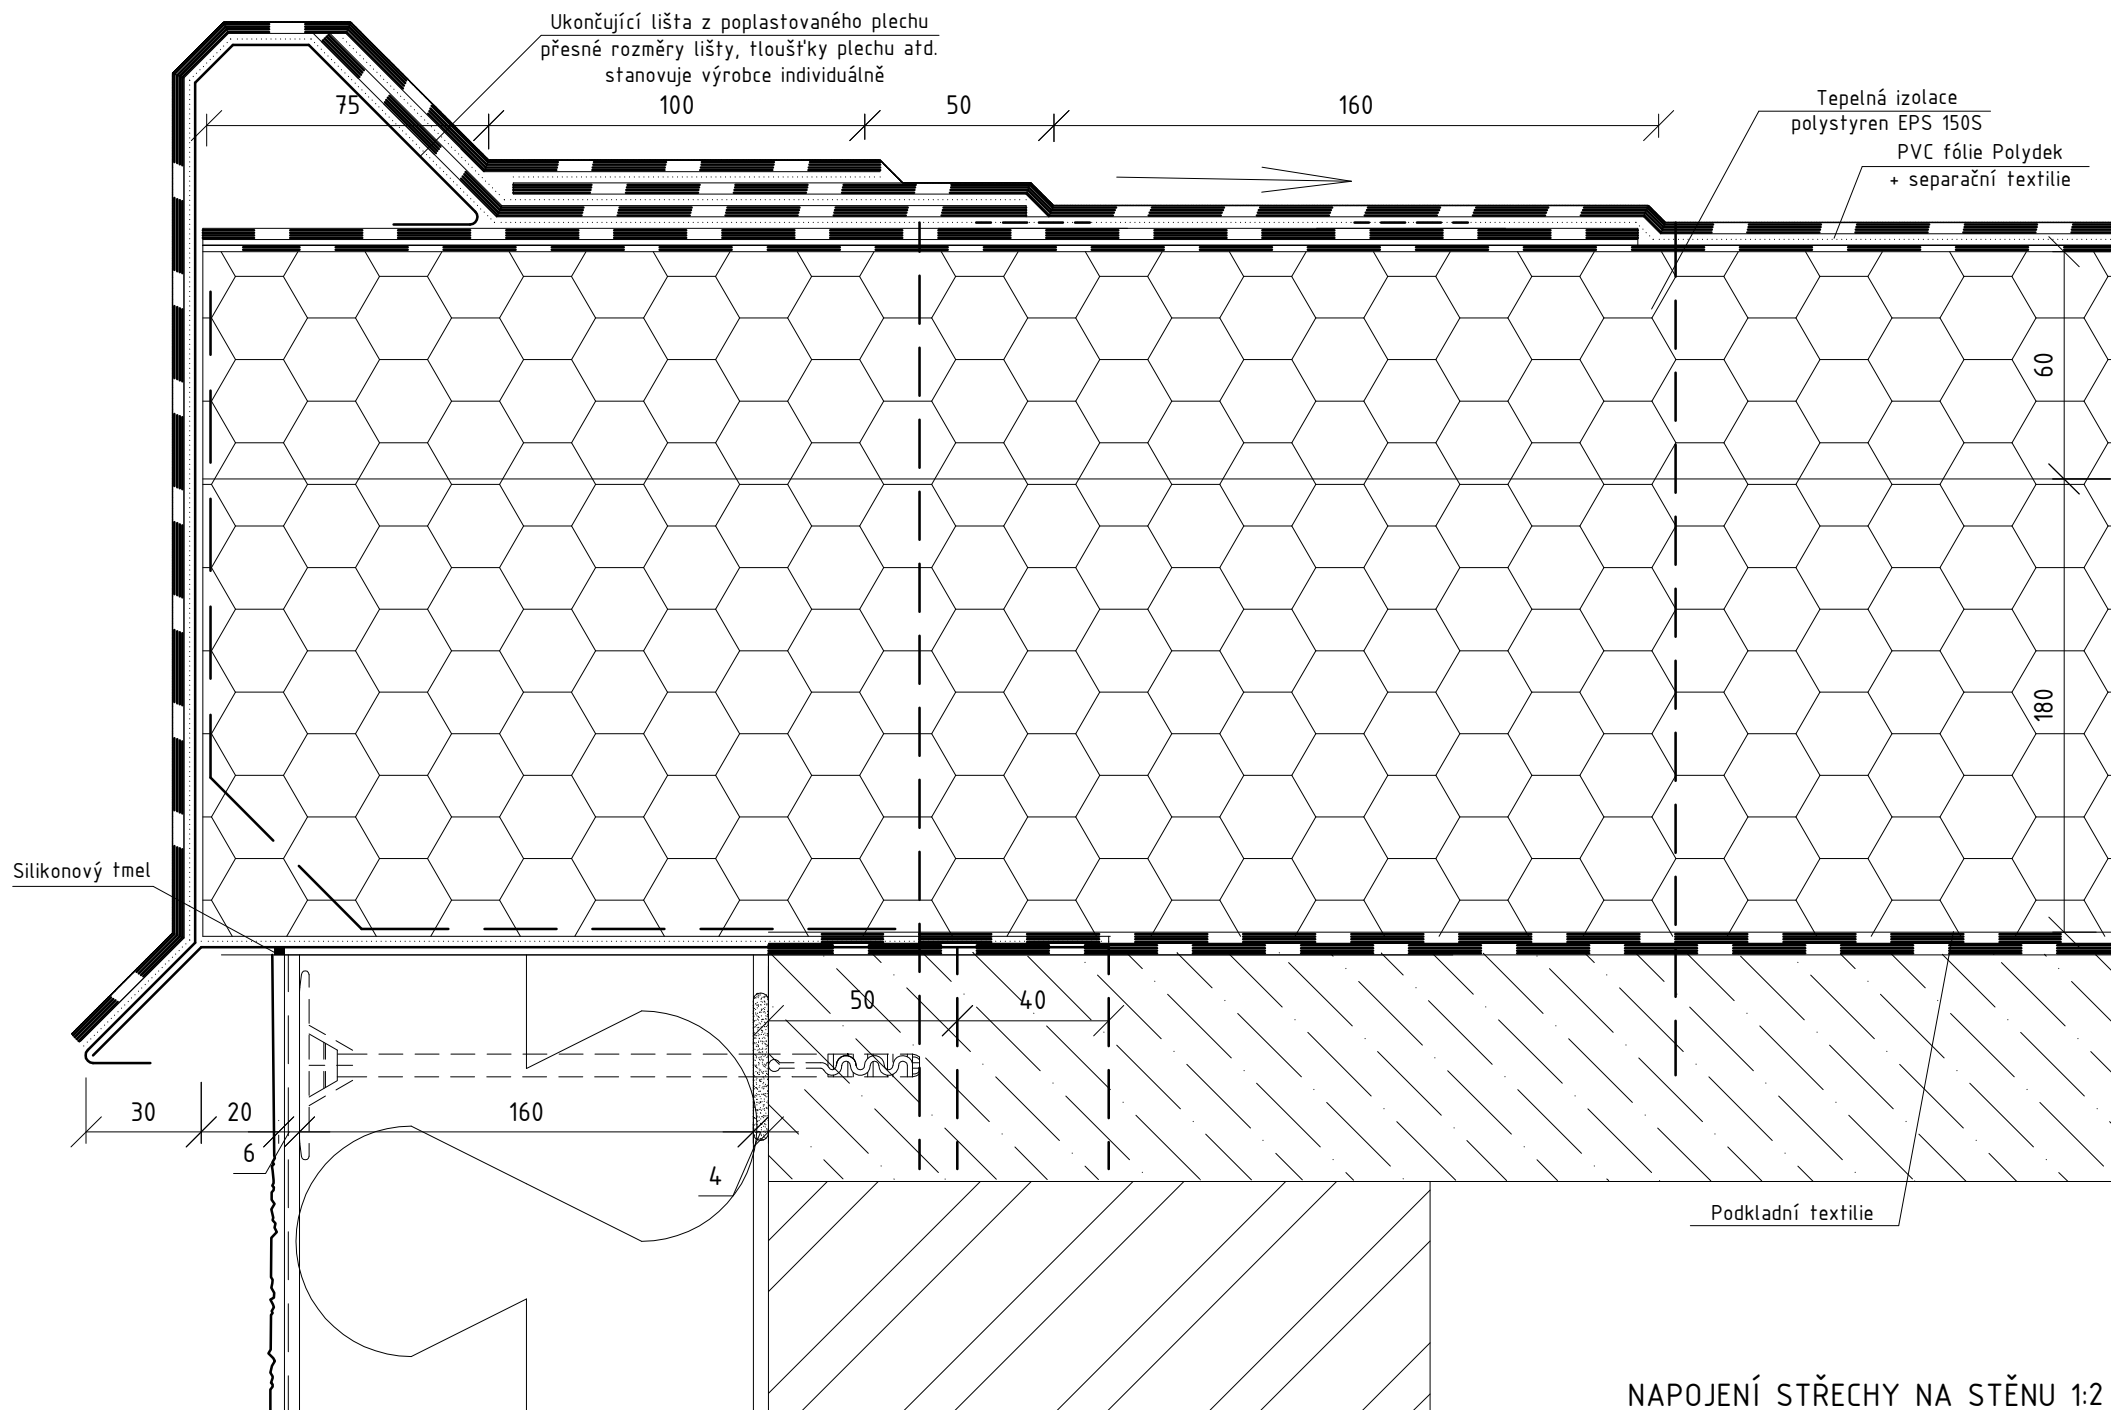 Ukončující lišta z poplastovaného plechu
přesné rozměry lišty, tloušťky plechu atd.
stanovuje výrobce individuálně
75
100
50
160
Tepelná izolace
polystyren EPS 150S
PVC fólie Polydek
+ separační textilie
60
180
Silikonový tmel
50
40
30
20
6
160
4
Podkladní textilie
NAPOJENÍ STŘECHY NA STĚNU 1:2